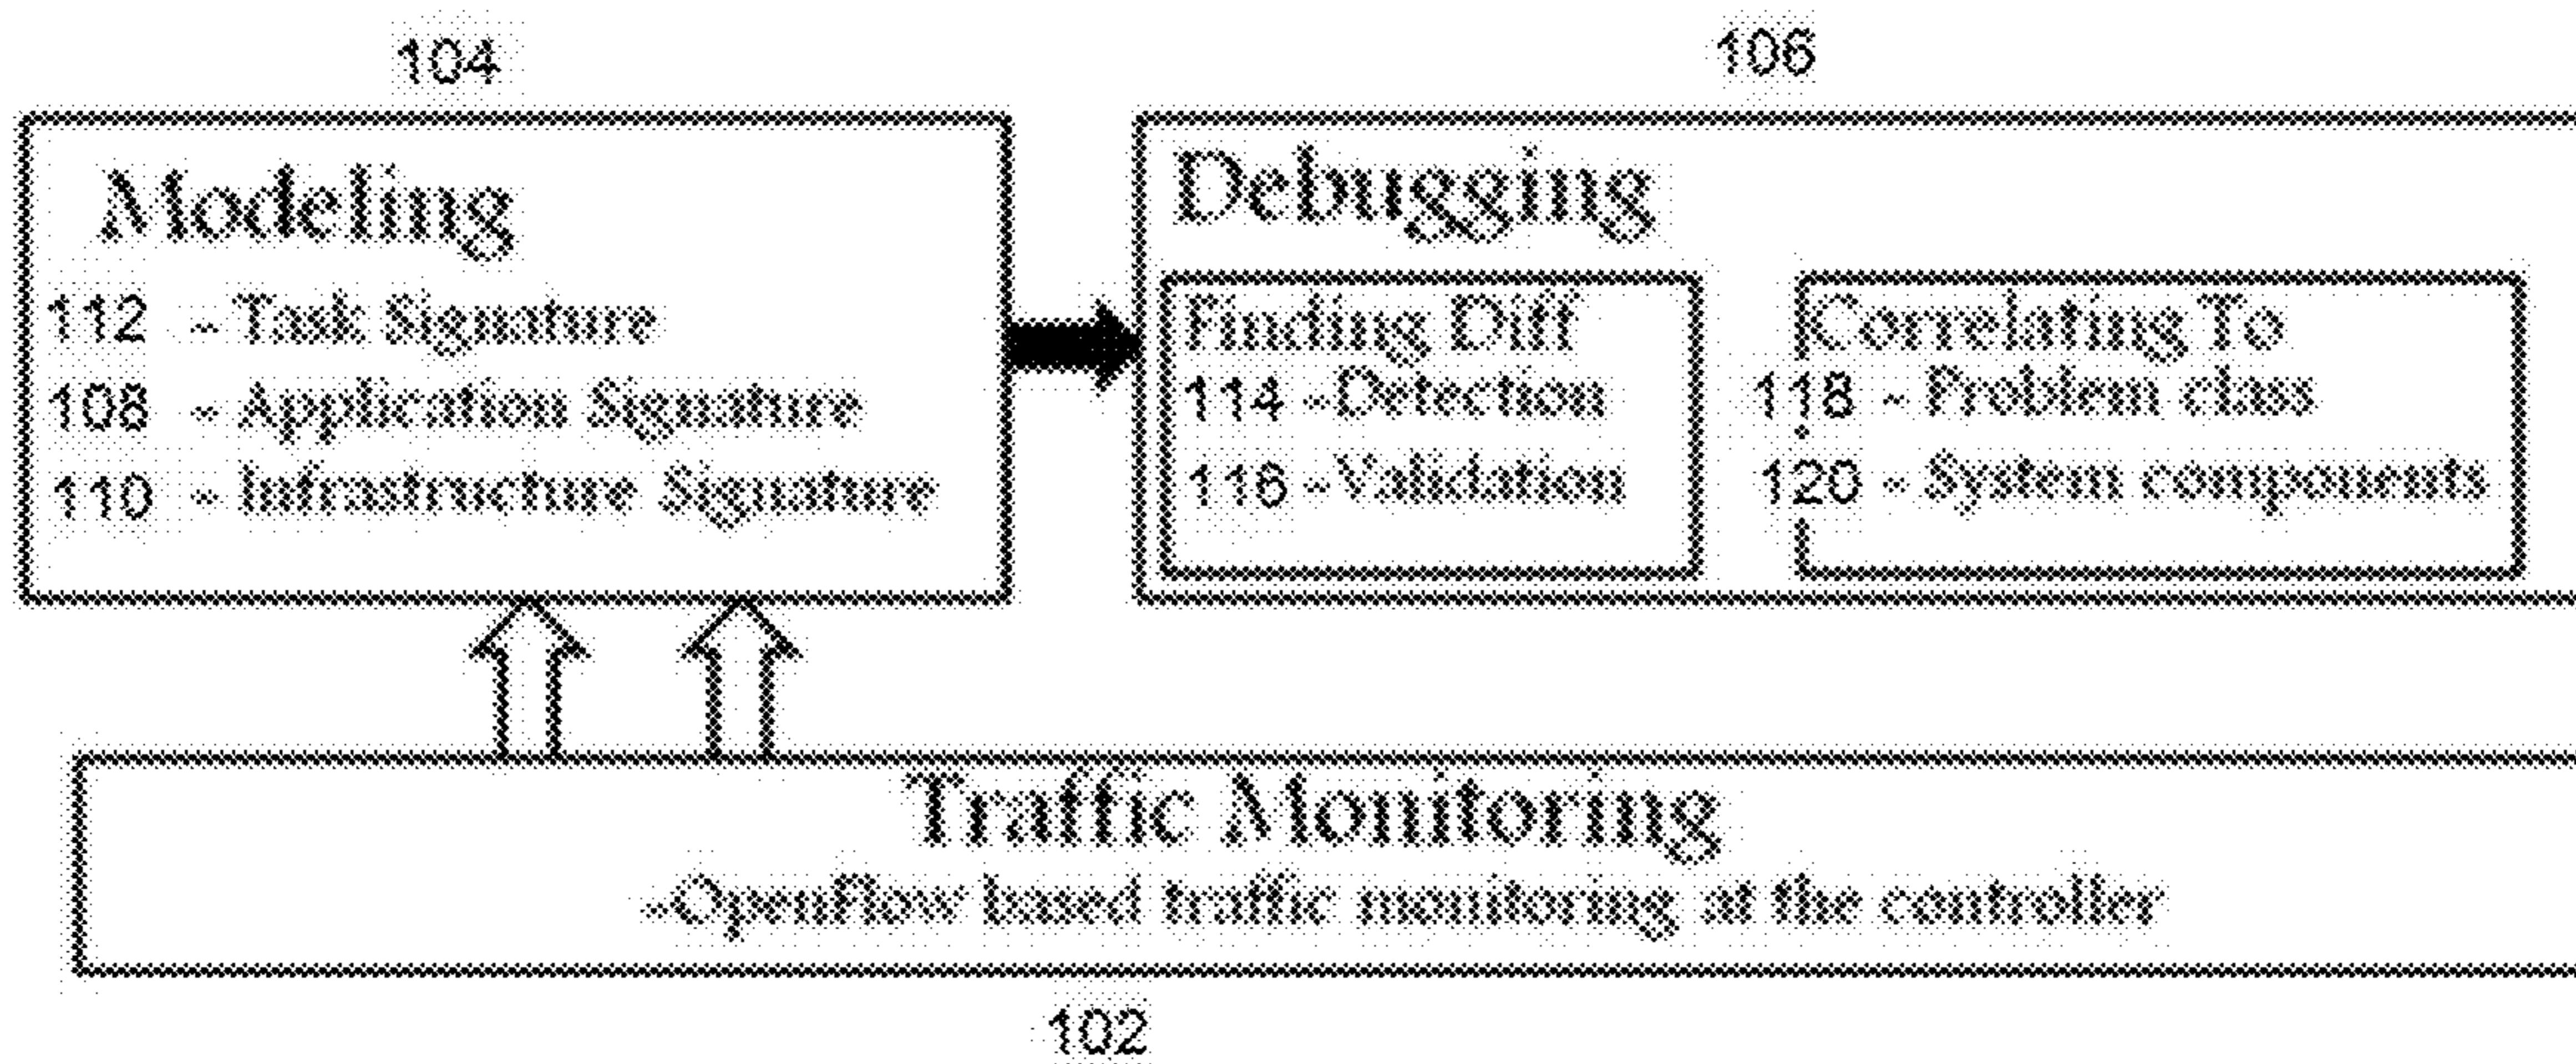 104
106
Modeling
112 - Task Signature
108 - Application Signature
110 - Infrastructure Signature
Debugging
Finding Diff
114 - Detection
116 - Validation
Correlating To
118 - Problem class
120 - System components
Traffic Monitoring
-OpenFlow based traffic monitoring at the controller
102